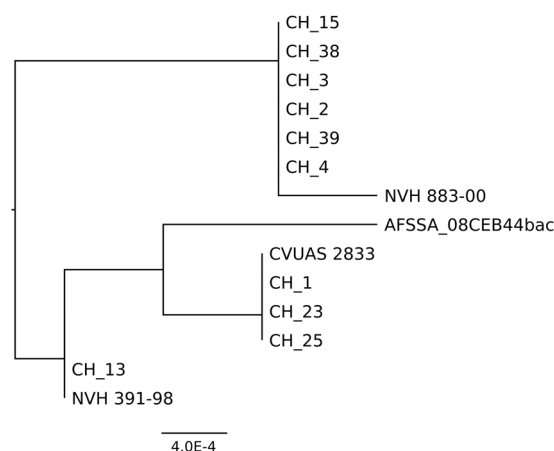 CH_15
CH_38
CH_3
CH_2
CH_39
CH_4
NVH 883-00
AFSSA_08CEB44bac
CVUAS 2833
CH_1
CH_23
CH_25
CH_13
NVH 391-98
4.0E-4